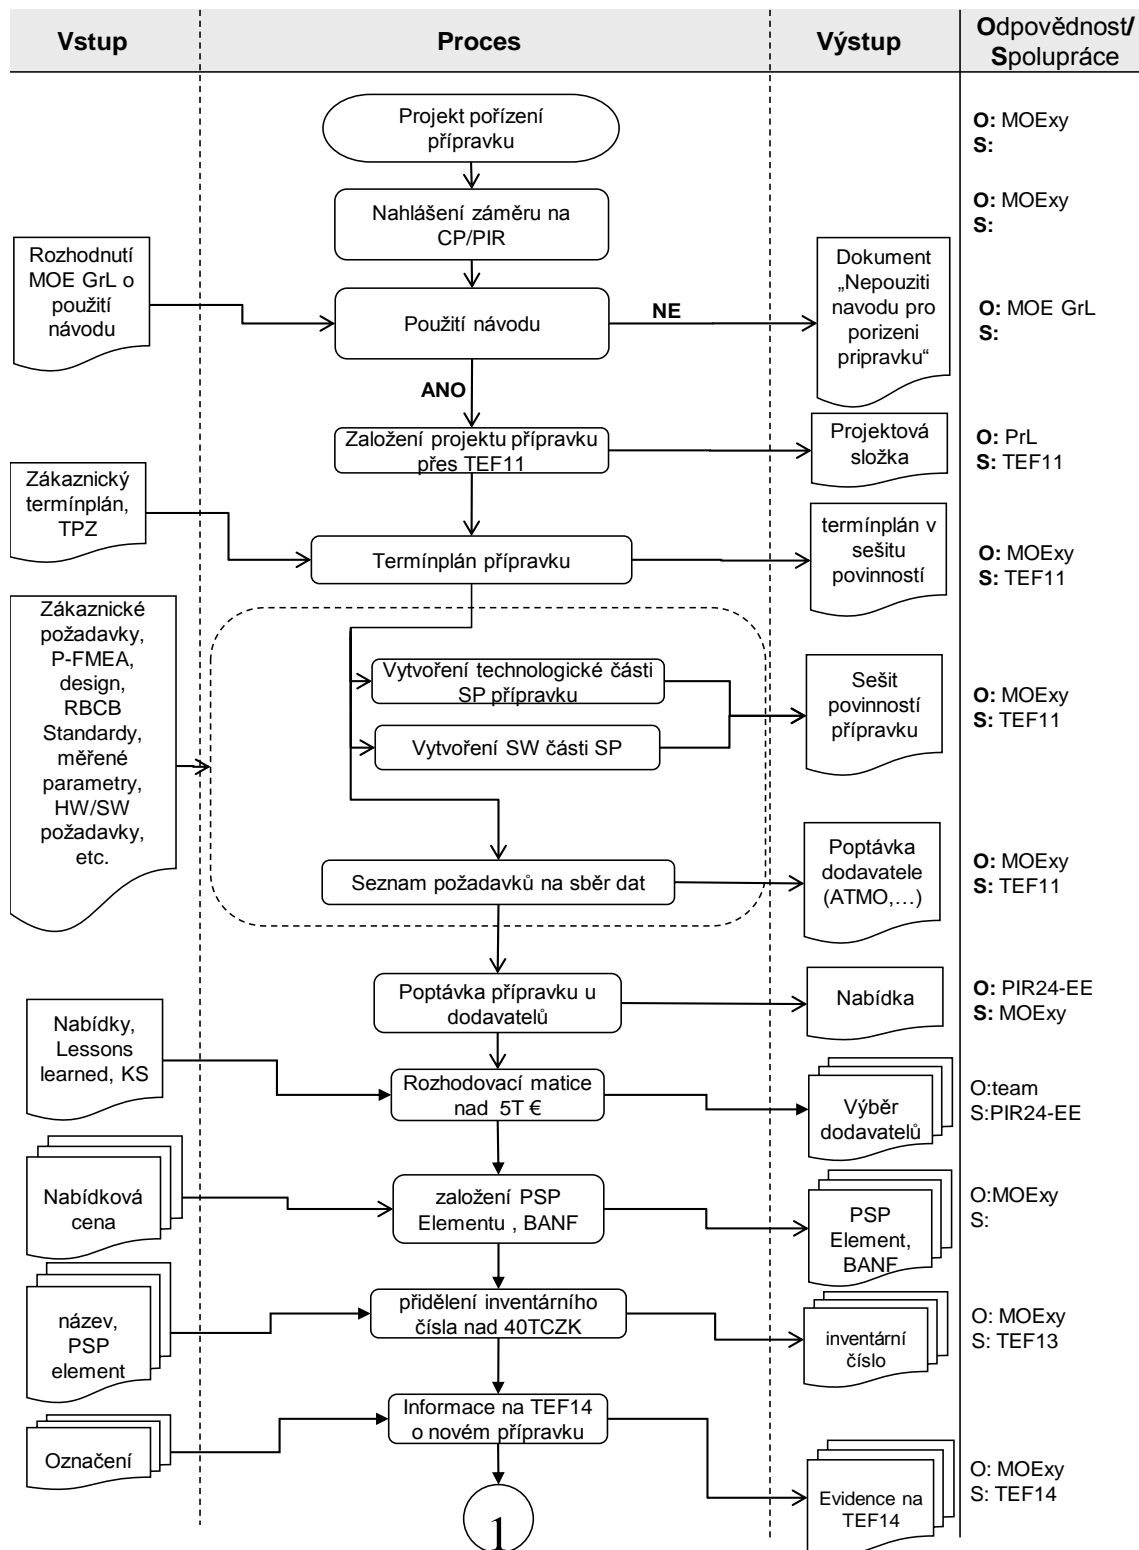 Vstup
Proces
Výstup
Odpovědnost/
Spolupráce
Projekt pořízení
přípravku
O: MOExy
S:
Nahlášení záměru na
CP/PIR
O: MOExy
S:
Rozhodnutí
MOE GrL o
použití
návodu
Použití návodu
NE
Dokument
„Nepouziti
navodu pro
porizeni
pripravku“
O: MOE GrL
S:
ANO
Založení projektu přípravku
přes TEF11
Projektová
složka
O: PrL
S: TEF11
Zákaznický
termínplán,
TPZ
Termínplán přípravku
termínplán v
sešitu
povinností
O: MOExy
S: TEF11
Zákaznické
požadavky,
P-FMEA,
design,
RBCB
Standardy,
měřené
parametry,
HW/SW
požadavky,
etc.
Vytvoření technologické části
SP přípravku
Vytvoření SW části SP
Sešit
povinností
přípravku
O: MOExy
S: TEF11
Seznam požadavků na sběr dat
Poptávka
dodavatele
(ATMO,…)
O: MOExy
S: TEF11
Poptávka přípravku u
dodavatelů
Nabídka
O: PIR24-EE
S: MOExy
Nabídky,
Lessons
learned, KS
Rozhodovací matice
nad 5T €
Výběr
dodavatelů
O:team
S:PIR24-EE
Nabídková
cena
založení PSP
Elementu , BANF
PSP
Element,
BANF
O:MOExy
S:
název,
PSP
element
přidělení inventárního
čísla nad 40TCZK
inventární
číslo
O: MOExy
S: TEF13
Označení
Informace na TEF14
o novém přípravku
Evidence na
TEF14
O: MOExy
S: TEF14
1